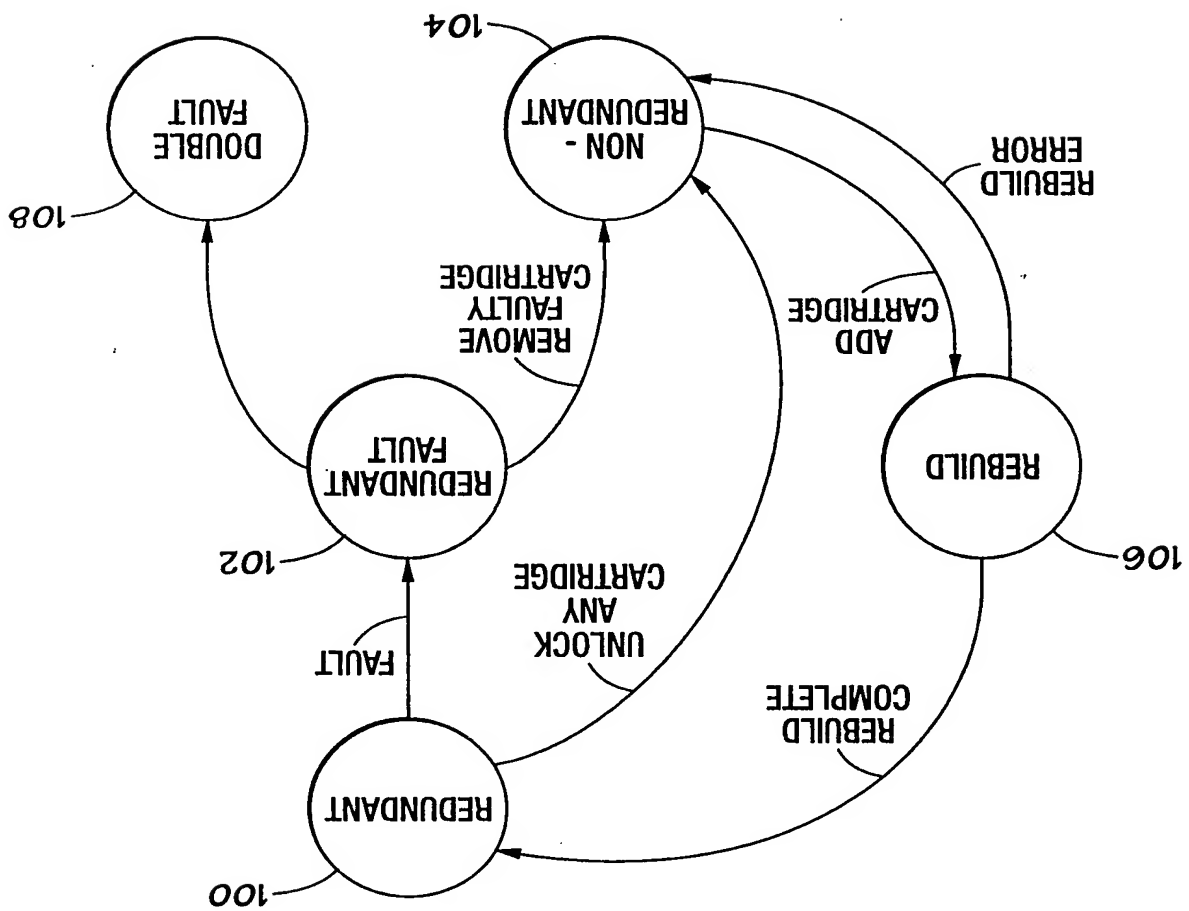 100
REDUNDANT
REBUILD
COMPLETE
UNLOCK
ANY
CARTRIDGE
FAULT
106
REBUILD
102
REDUNDANT
FAULT
ADD
CARTRIDGE
REMOVE
FAULTY
CARTRIDGE
REBUILD
ERROR
NON-
REDUNDANT
104
108
DOUBLE
FAULT